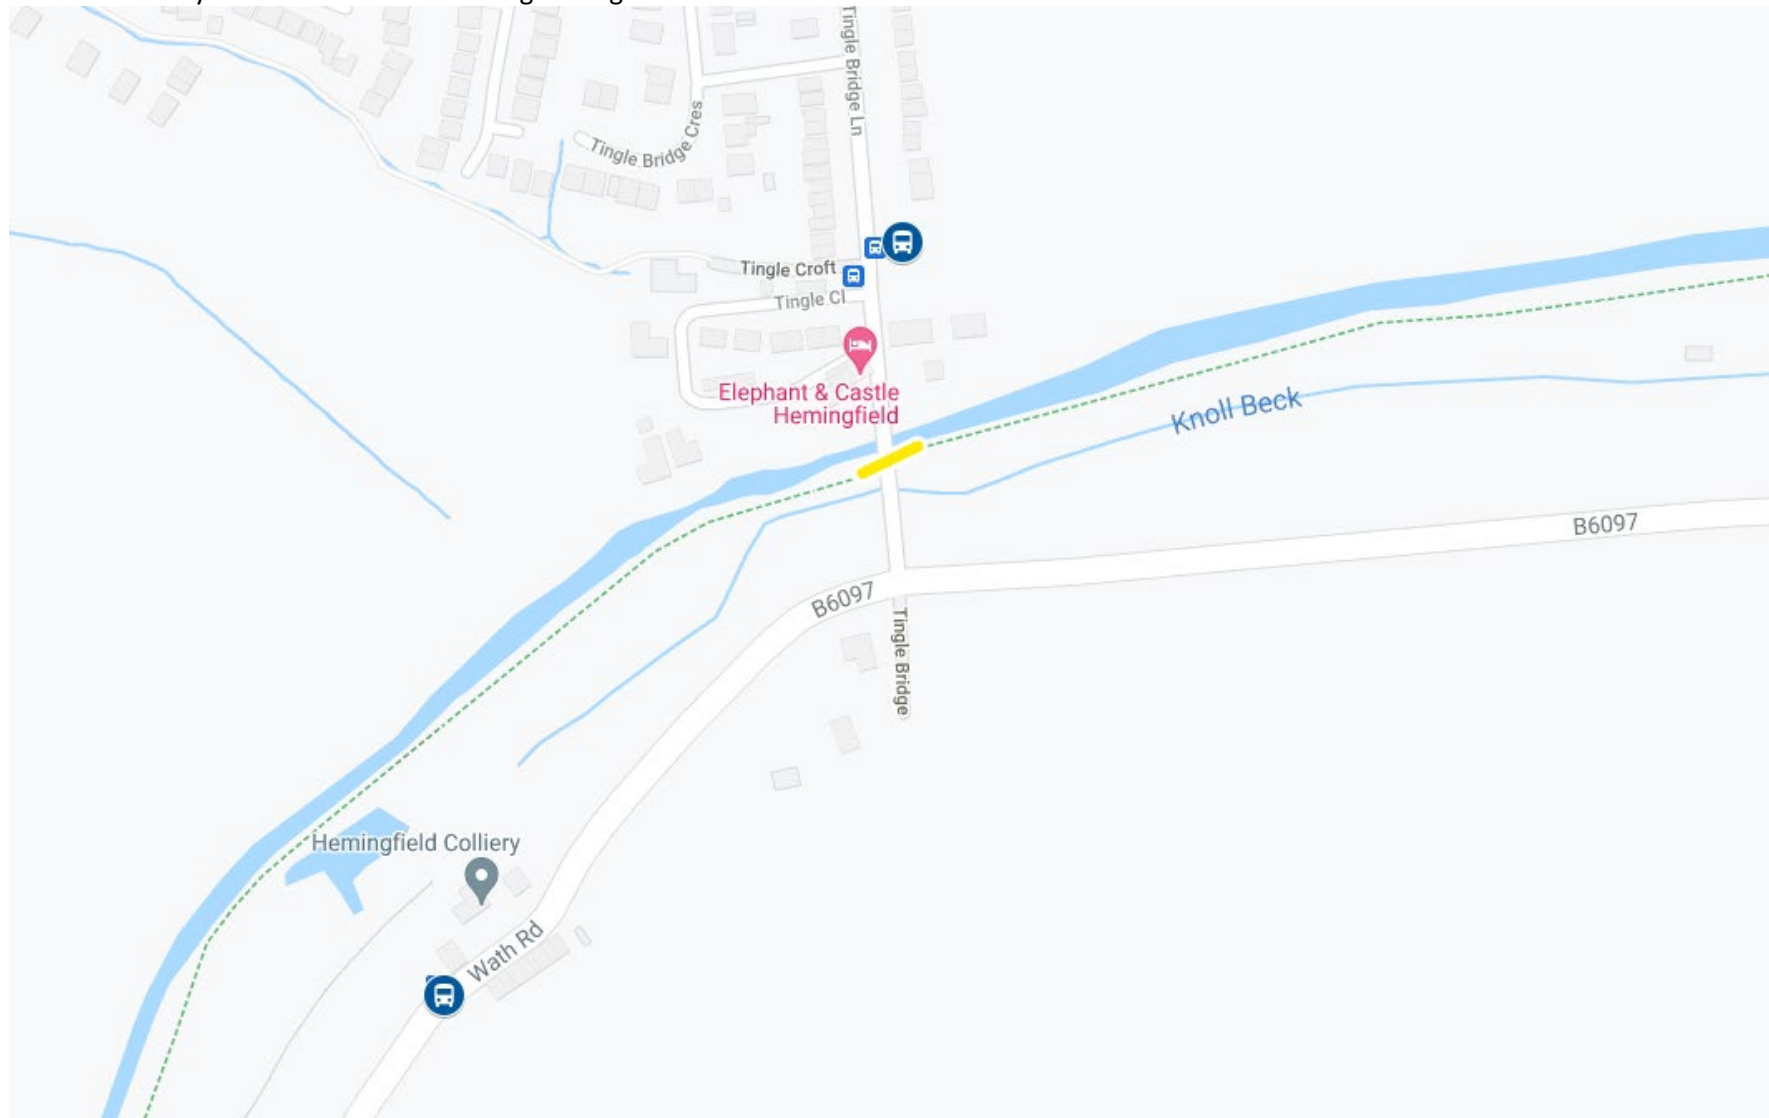 Tingle Bridge Ln
Tingle Bridge Cres
Tingle Croft
Tingle Cl
Elephant & Castle
Hemingfield
Knoll Beck
B6097
B6097
Tingle Bridge
Hemingfield Colliery
Wath Rd